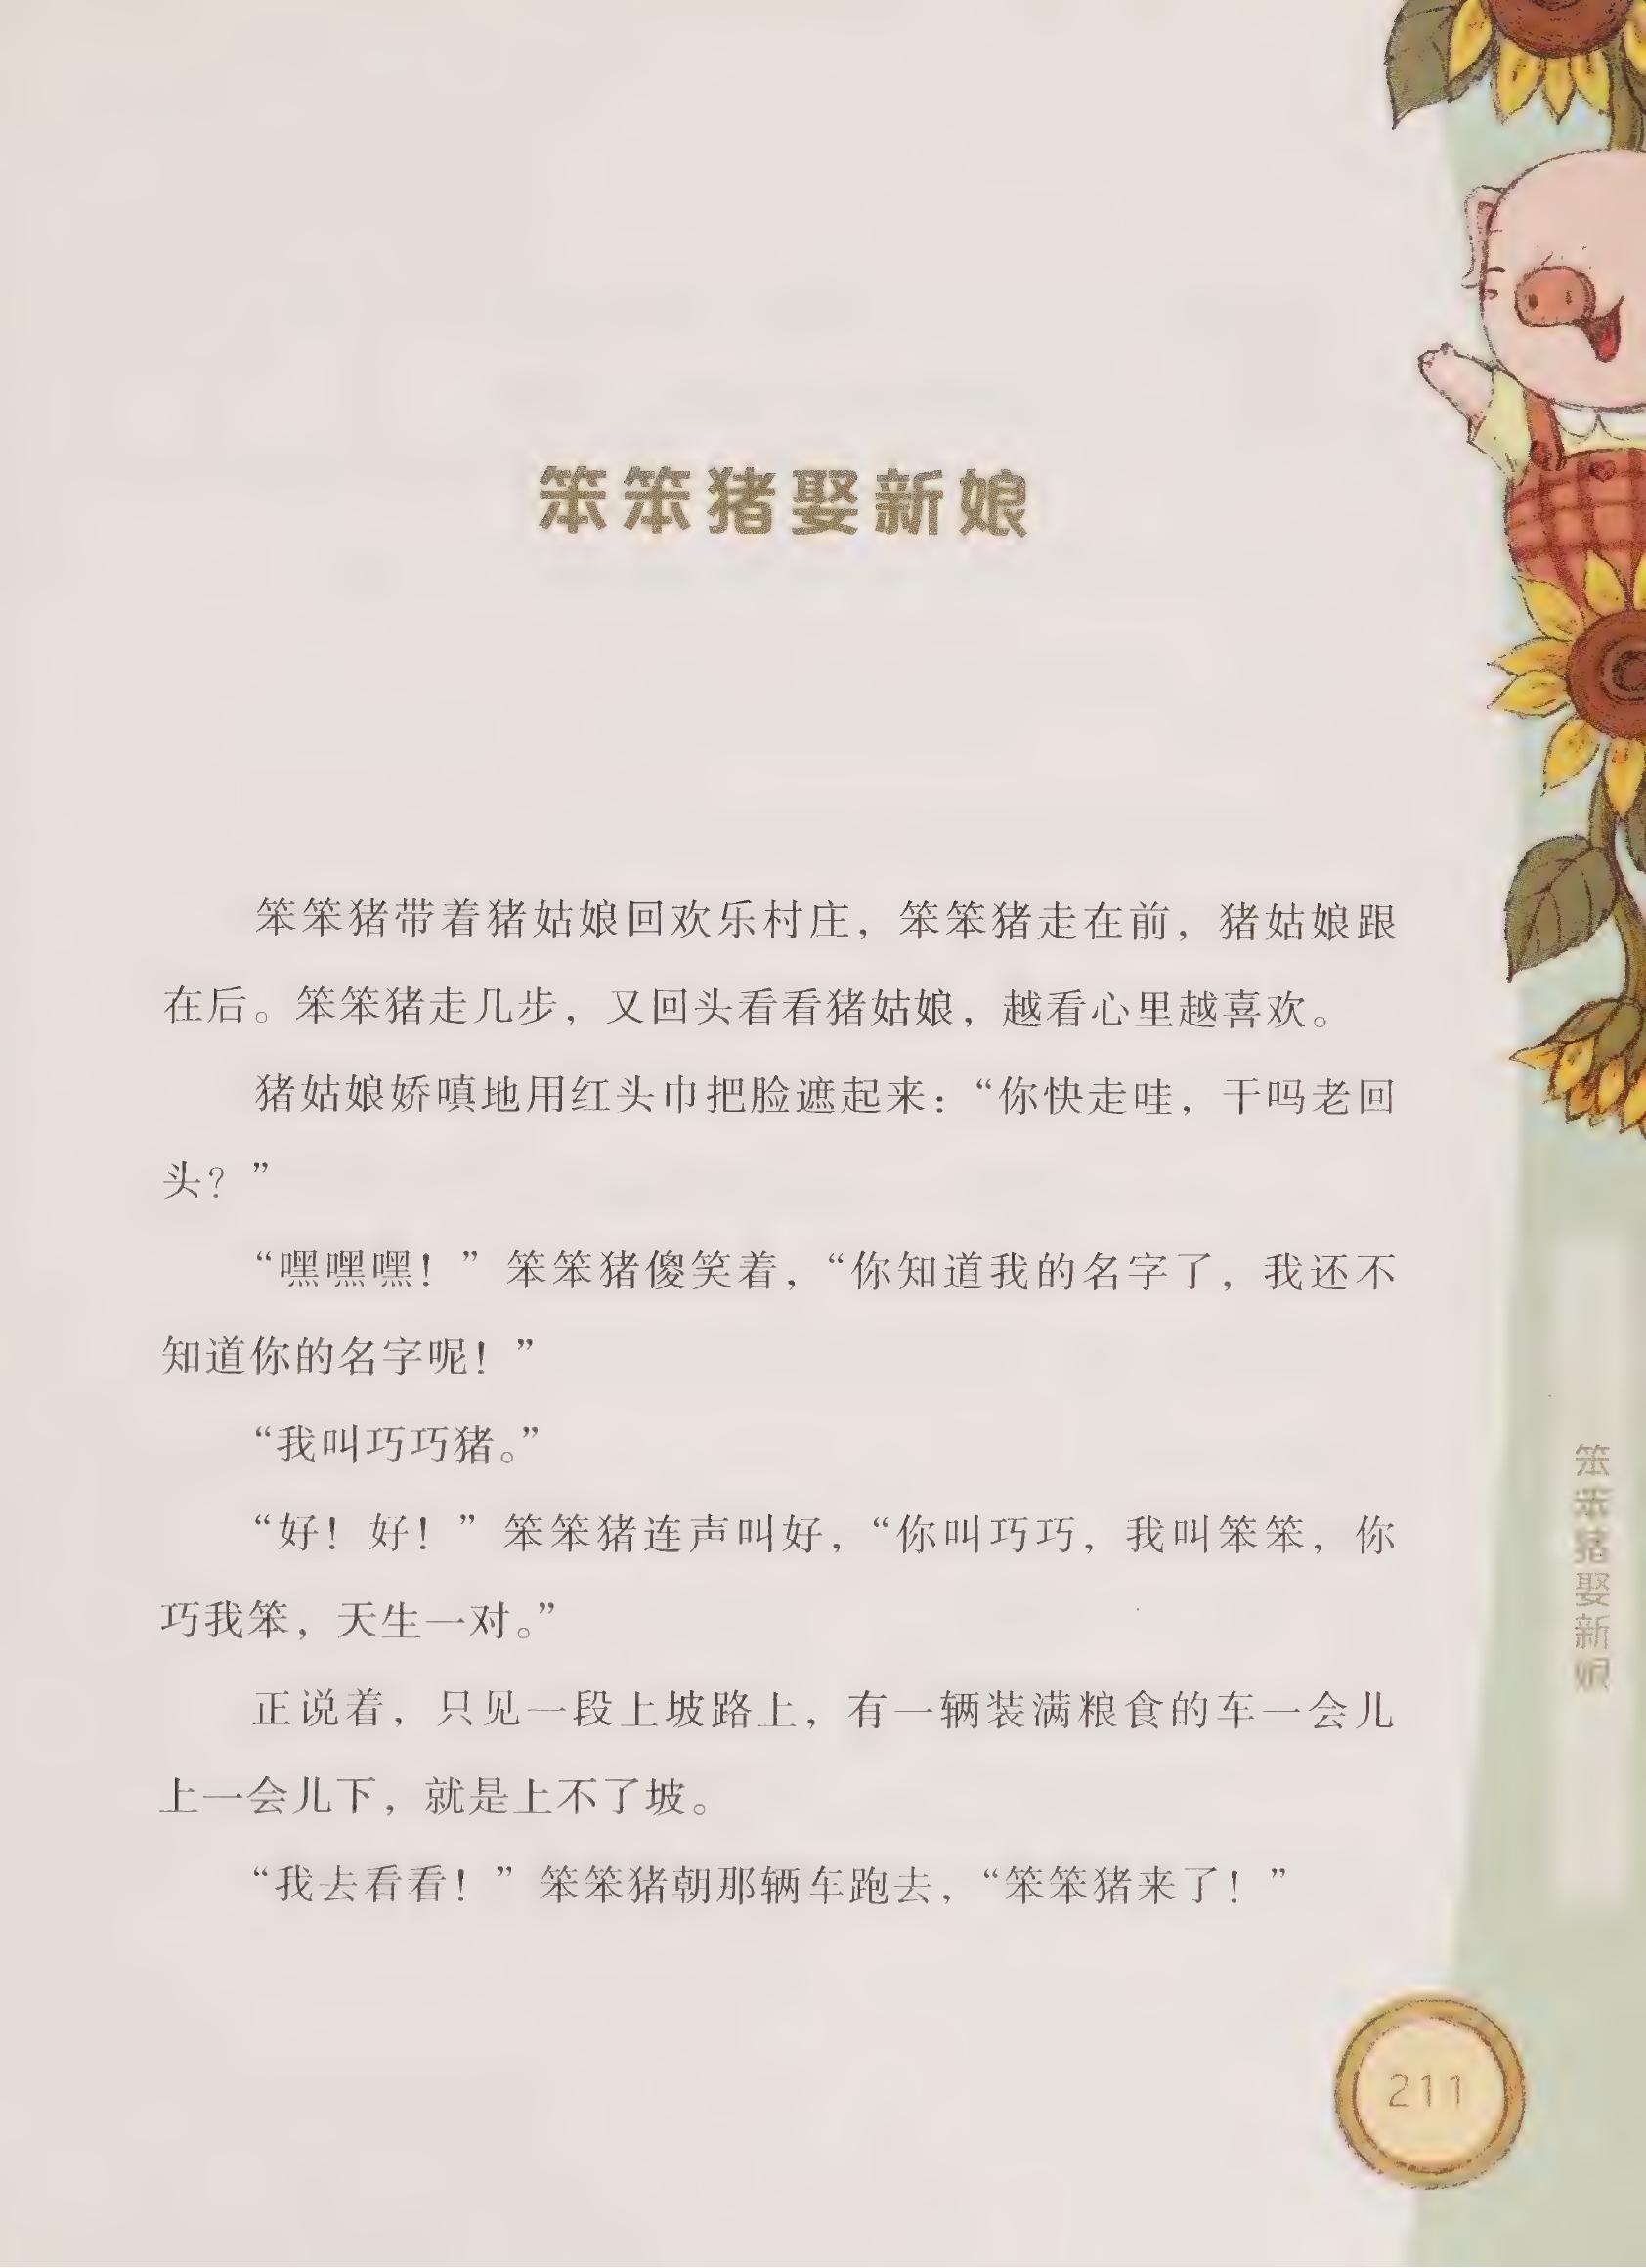 笨笨猪娶新娘
笨笨猪带着猪姑娘回欢乐村庄，笨笨猪走在前，猪姑娘跟
在后。笨笨猪走几步，又回头看看猪姑娘，越看心里越喜欢。
猪姑娘娇嗔地用红头巾把脸遮起来：“你快走哇，干吗老回
头？”
“嘿嘿嘿！”笨笨猪傻笑着，“你知道我的名字了，我还不
知道你的名字呢！”
“我叫巧巧猪。”
“好！好！”笨笨猪连声叫好，“你叫巧巧，我叫笨笨，你
巧我笨，天生一对。”
正说着，只见一段上坡路上，有一辆装满粮食的车一会儿
上一会儿下，就是上不了坡。
“我去看看！”笨笨猪朝那辆车跑去，“笨笨猪来了！”
笨笨猪娶新娘
211